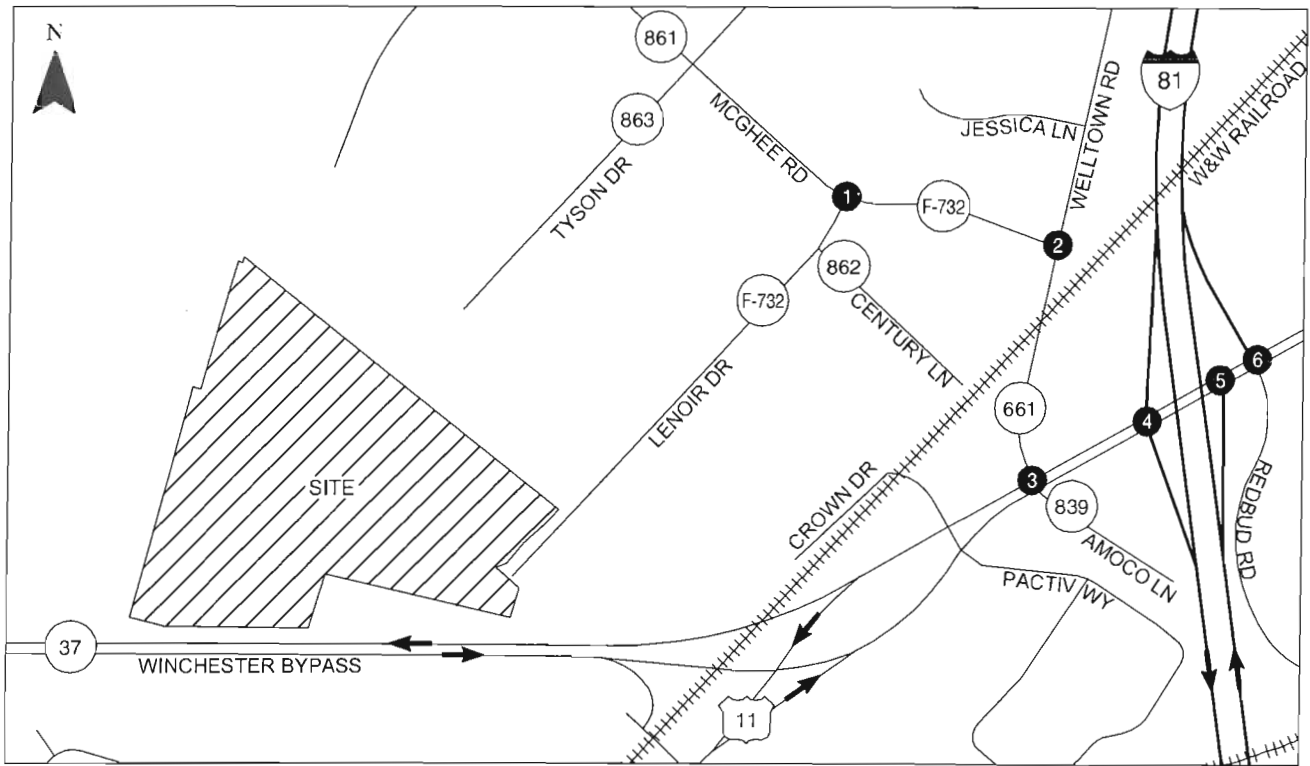 N
861
81
MCGHEE RD
WELLTOWN RD
W&W RAILROAD
863
JESSICA LN
TYSON DR
1
F-732
2
862
F-732
CENTURY LN
LENOIR DR
661
6
5
4
SITE
CROWN DR
3
839
REDBUD RD
AMOCO LN
PACTIV WY
37
WINCHESTER BYPASS
11